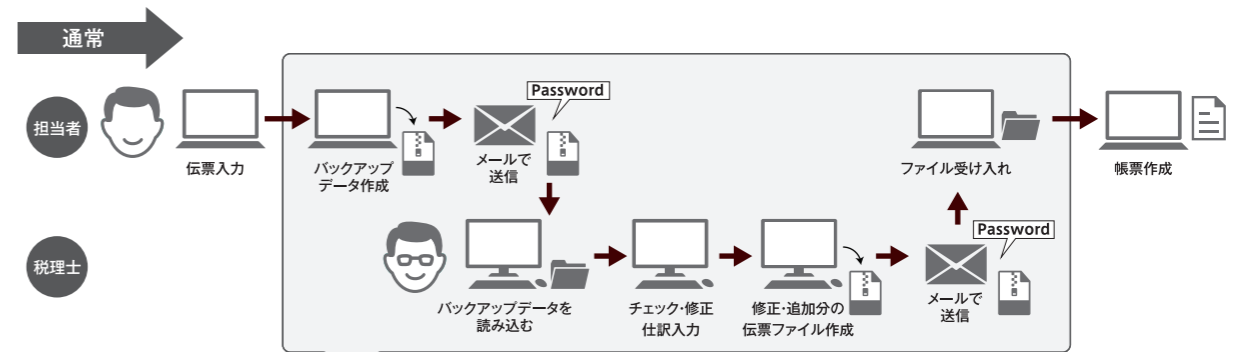 通常
担当者
伝票入力
バックアップ
データ作成
Password
メールで
送信
ファイル受け入れ
帳票作成
税理士
バックアップデータを
読み込む
チェック・修正
仕訳入力
修正・追加分の
伝票ファイル作成
Password
メールで
送信